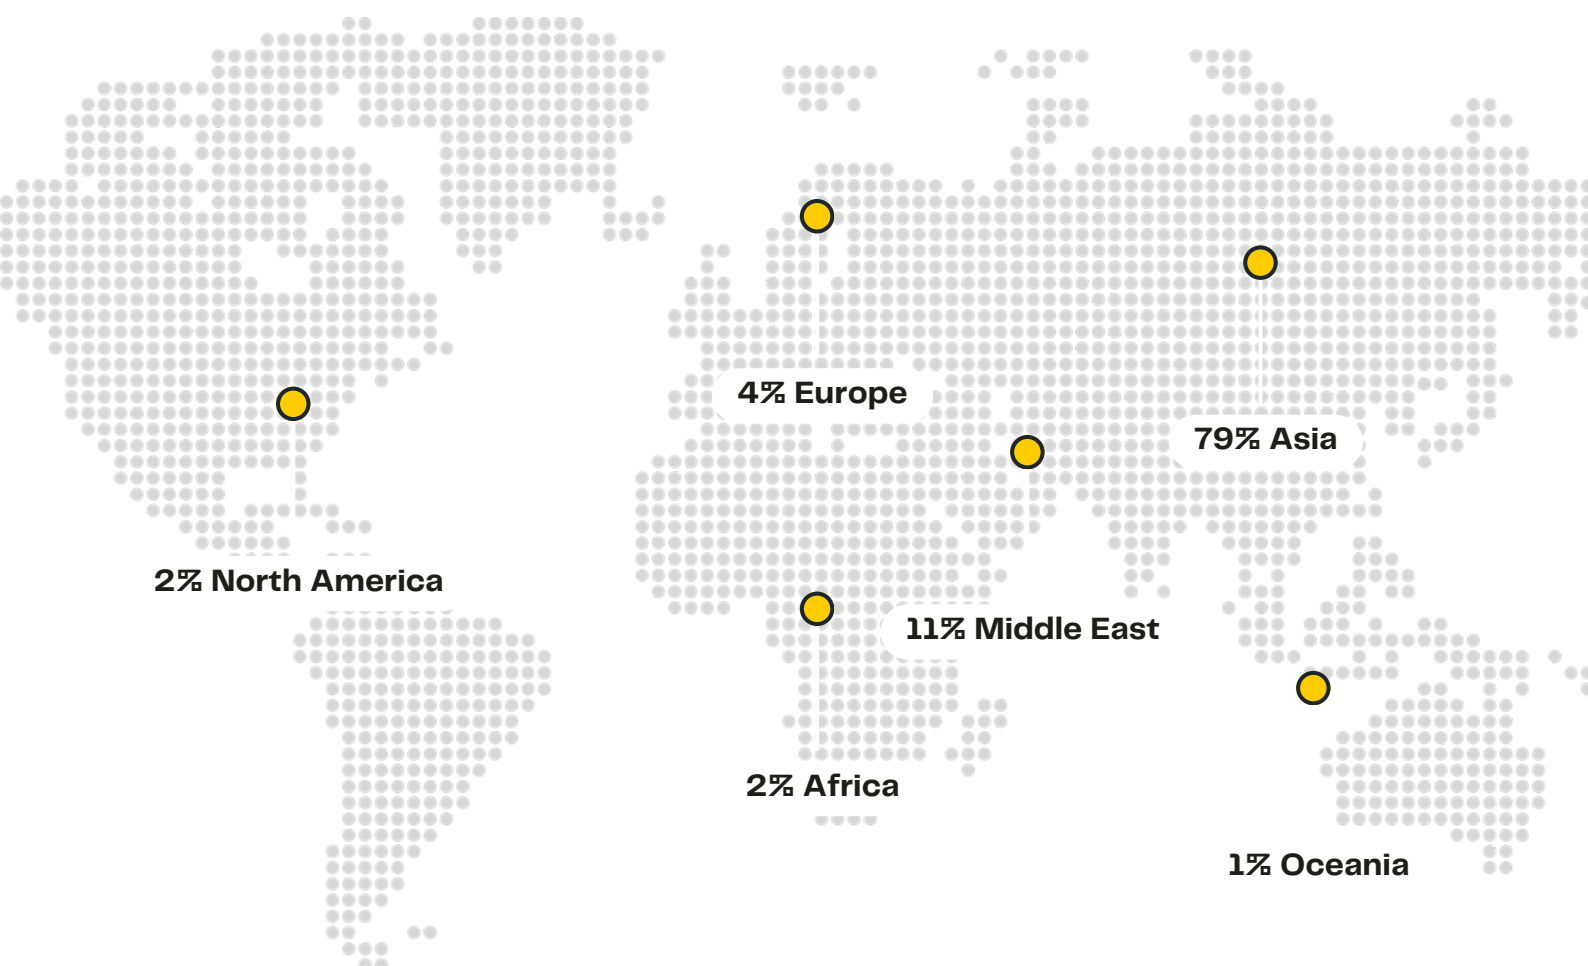 4% Europe
79% Asia
2% North America
11% Middle East
2% Africa
1% Oceania